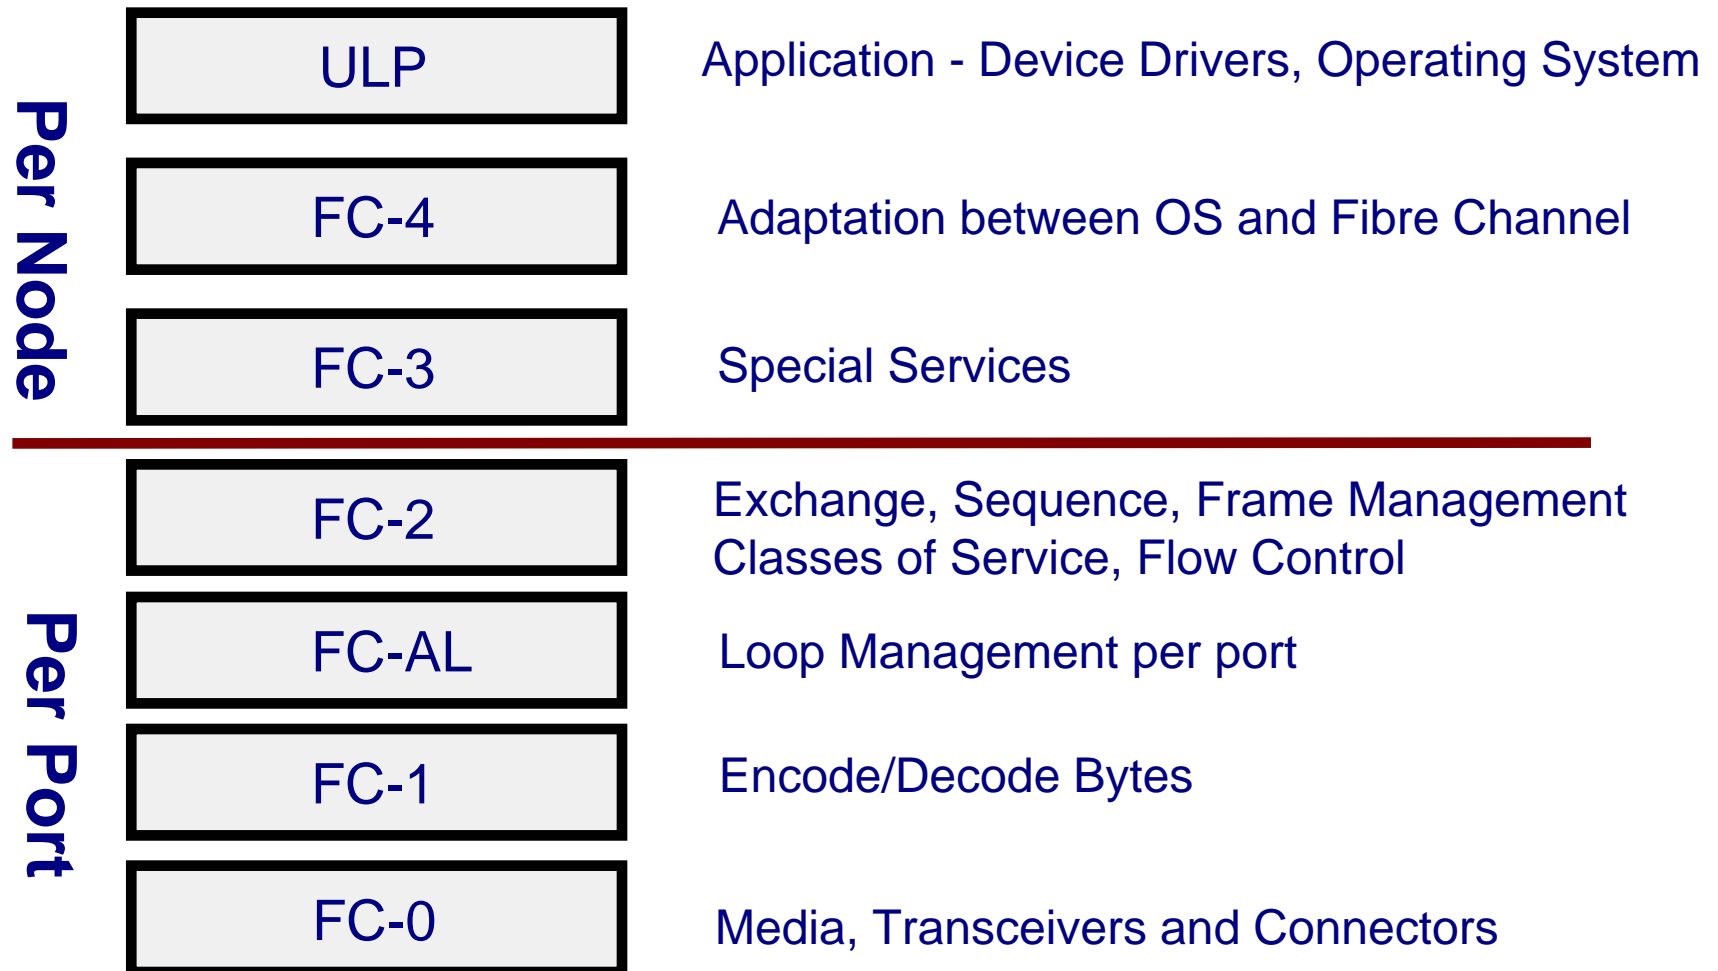 Per Node
ULP
Application - Device Drivers, Operating System
FC-4
Adaptation between OS and Fibre Channel
FC-3
Special Services
Per Port
FC-2
Exchange, Sequence, Frame Management
Classes of Service, Flow Control
FC-AL
Loop Management per port
FC-1
Encode/Decode Bytes
FC-0
Media, Transceivers and Connectors